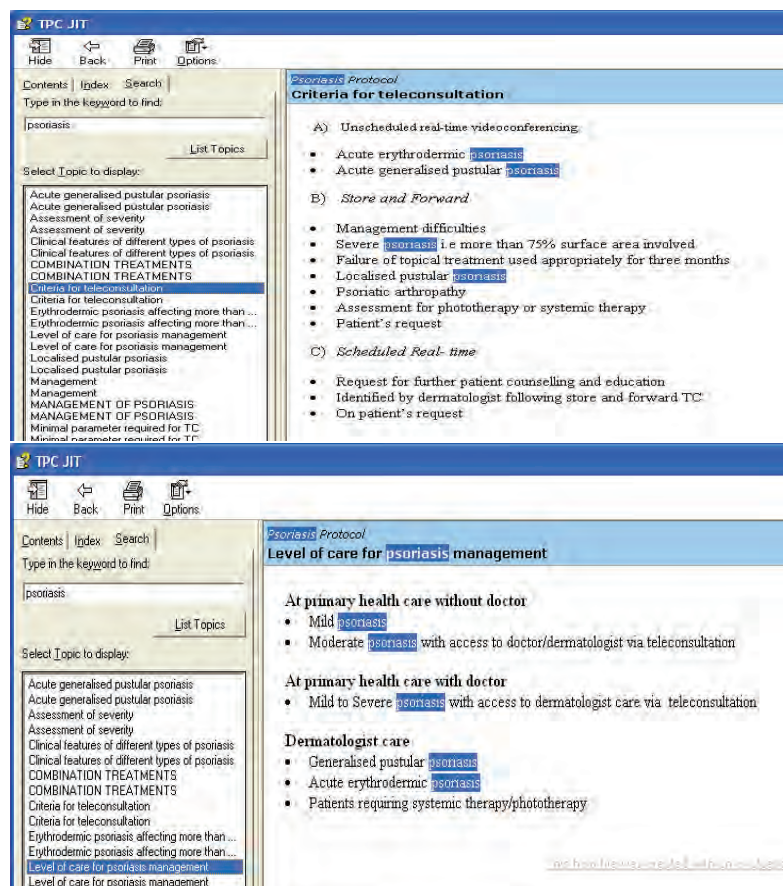 TPC JIT
Hide Back Print Options
Contents Index Search
Type in the keyword to find:
psoriasis
List Topics
Select Topic to display:
Acute generalised pustular psoriasis
Acute generalised pustular psoriasis
Assessment of severity
Assessment of severity
Clinical features of different types of psoriasis
Clinical features of different types of psoriasis
COMBINATION TREATMENTS
COMBINATION TREATMENTS
Criteria for teleconsultation
Criteria for teleconsultation
Erythrodermic psoriasis affecting more than ...
Erythrodermic psoriasis affecting more than ...
Level of care for psoriasis management
Level of care for psoriasis management
Localised pustular psoriasis
Localised pustular psoriasis
Management
Management
MANAGEMENT OF PSORIASIS
MANAGEMENT OF PSORIASIS
Minimal parameter required for TC
Minimal parameter required for TC
Psoriasis Protocol
Criteria for teleconsultation
A) Unscheduled real-time videoconferencing
• Acute erythrodermic psoriasis
• Acute generalised pustular psoriasis
B) Store and Forward
• Management difficulties
• Severe psoriasis i.e more than 75% surface area involved
• Failure of topical treatment used appropriately for three months
• Localised pustular psoriasis
• Psoriatic arthropathy
• Assessment for phototherapy or systemic therapy
• Patient's request
C) Scheduled Real- time
• Request for further patient counselling and education
• Identified by dermatologist following store and forward TC
• On patient's request
TPC JIT
Hide Back Print Options
Contents Index Search
Type in the keyword to find:
psoriasis
List Topics
Select Topic to display:
Acute generalised pustular psoriasis
Acute generalised pustular psoriasis
Assessment of severity
Assessment of severity
Clinical features of different types of psoriasis
Clinical features of different types of psoriasis
COMBINATION TREATMENTS
COMBINATION TREATMENTS
Criteria for teleconsultation
Criteria for teleconsultation
Erythrodermic psoriasis affecting more than ...
Erythrodermic psoriasis affecting more than ...
Level of care for psoriasis management
Level of care for psoriasis management
Psoriasis Protocol
Level of care for psoriasis management
At primary health care without doctor
• Mild psoriasis
• Moderate psoriasis with access to doctor/dermatologist via teleconsultation
At primary health care with doctor
• Mild to Severe psoriasis with access to dermatologist care via teleconsultation
Dermatologist care
• Generalised pustular psoriasis
• Acute erythrodermic psoriasis
• Patients requiring systemic therapy/phototherapy